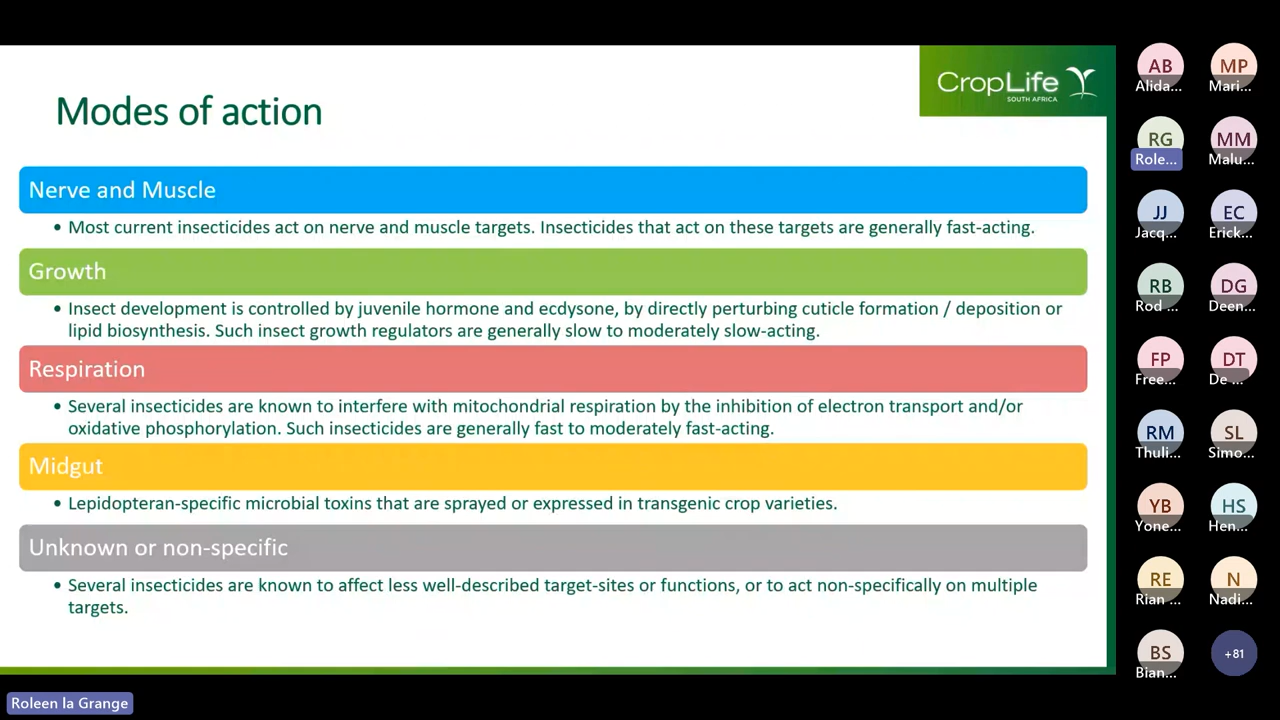 CropLife
SOUTH AFRICA
Modes of action
Nerve and Muscle
• Most current insecticides act on nerve and muscle targets. Insecticides that act on these targets are generally fast-acting.
Growth
• Insect development is controlled by juvenile hormone and ecdysone, by directly perturbing cuticle formation / deposition or
lipid biosynthesis. Such insect growth regulators are generally slow to moderately slow-acting.
Respiration
• Several insecticides are known to interfere with mitochondrial respiration by the inhibition of electron transport and/or
oxidative phosphorylation. Such insecticides are generally fast to moderately fast-acting.
Midgut
• Lepidopteran-specific microbial toxins that are sprayed or expressed in transgenic crop varieties.
Unknown or non-specific
• Several insecticides are known to affect less well-described target-sites or functions, or to act non-specifically on multiple
targets.
AB MP
Alida... Mari...
RG MM
Role... Malu...
JJ EC
Jacq... Erick...
RB DG
Rod ... Deen...
FP DT
Free... De ...
RM SL
Thuli... Simo...
YB HS
Yone... Hen...
RE N
Rian ... Nadi...
BS +81
Bian...
Roleen la Grange